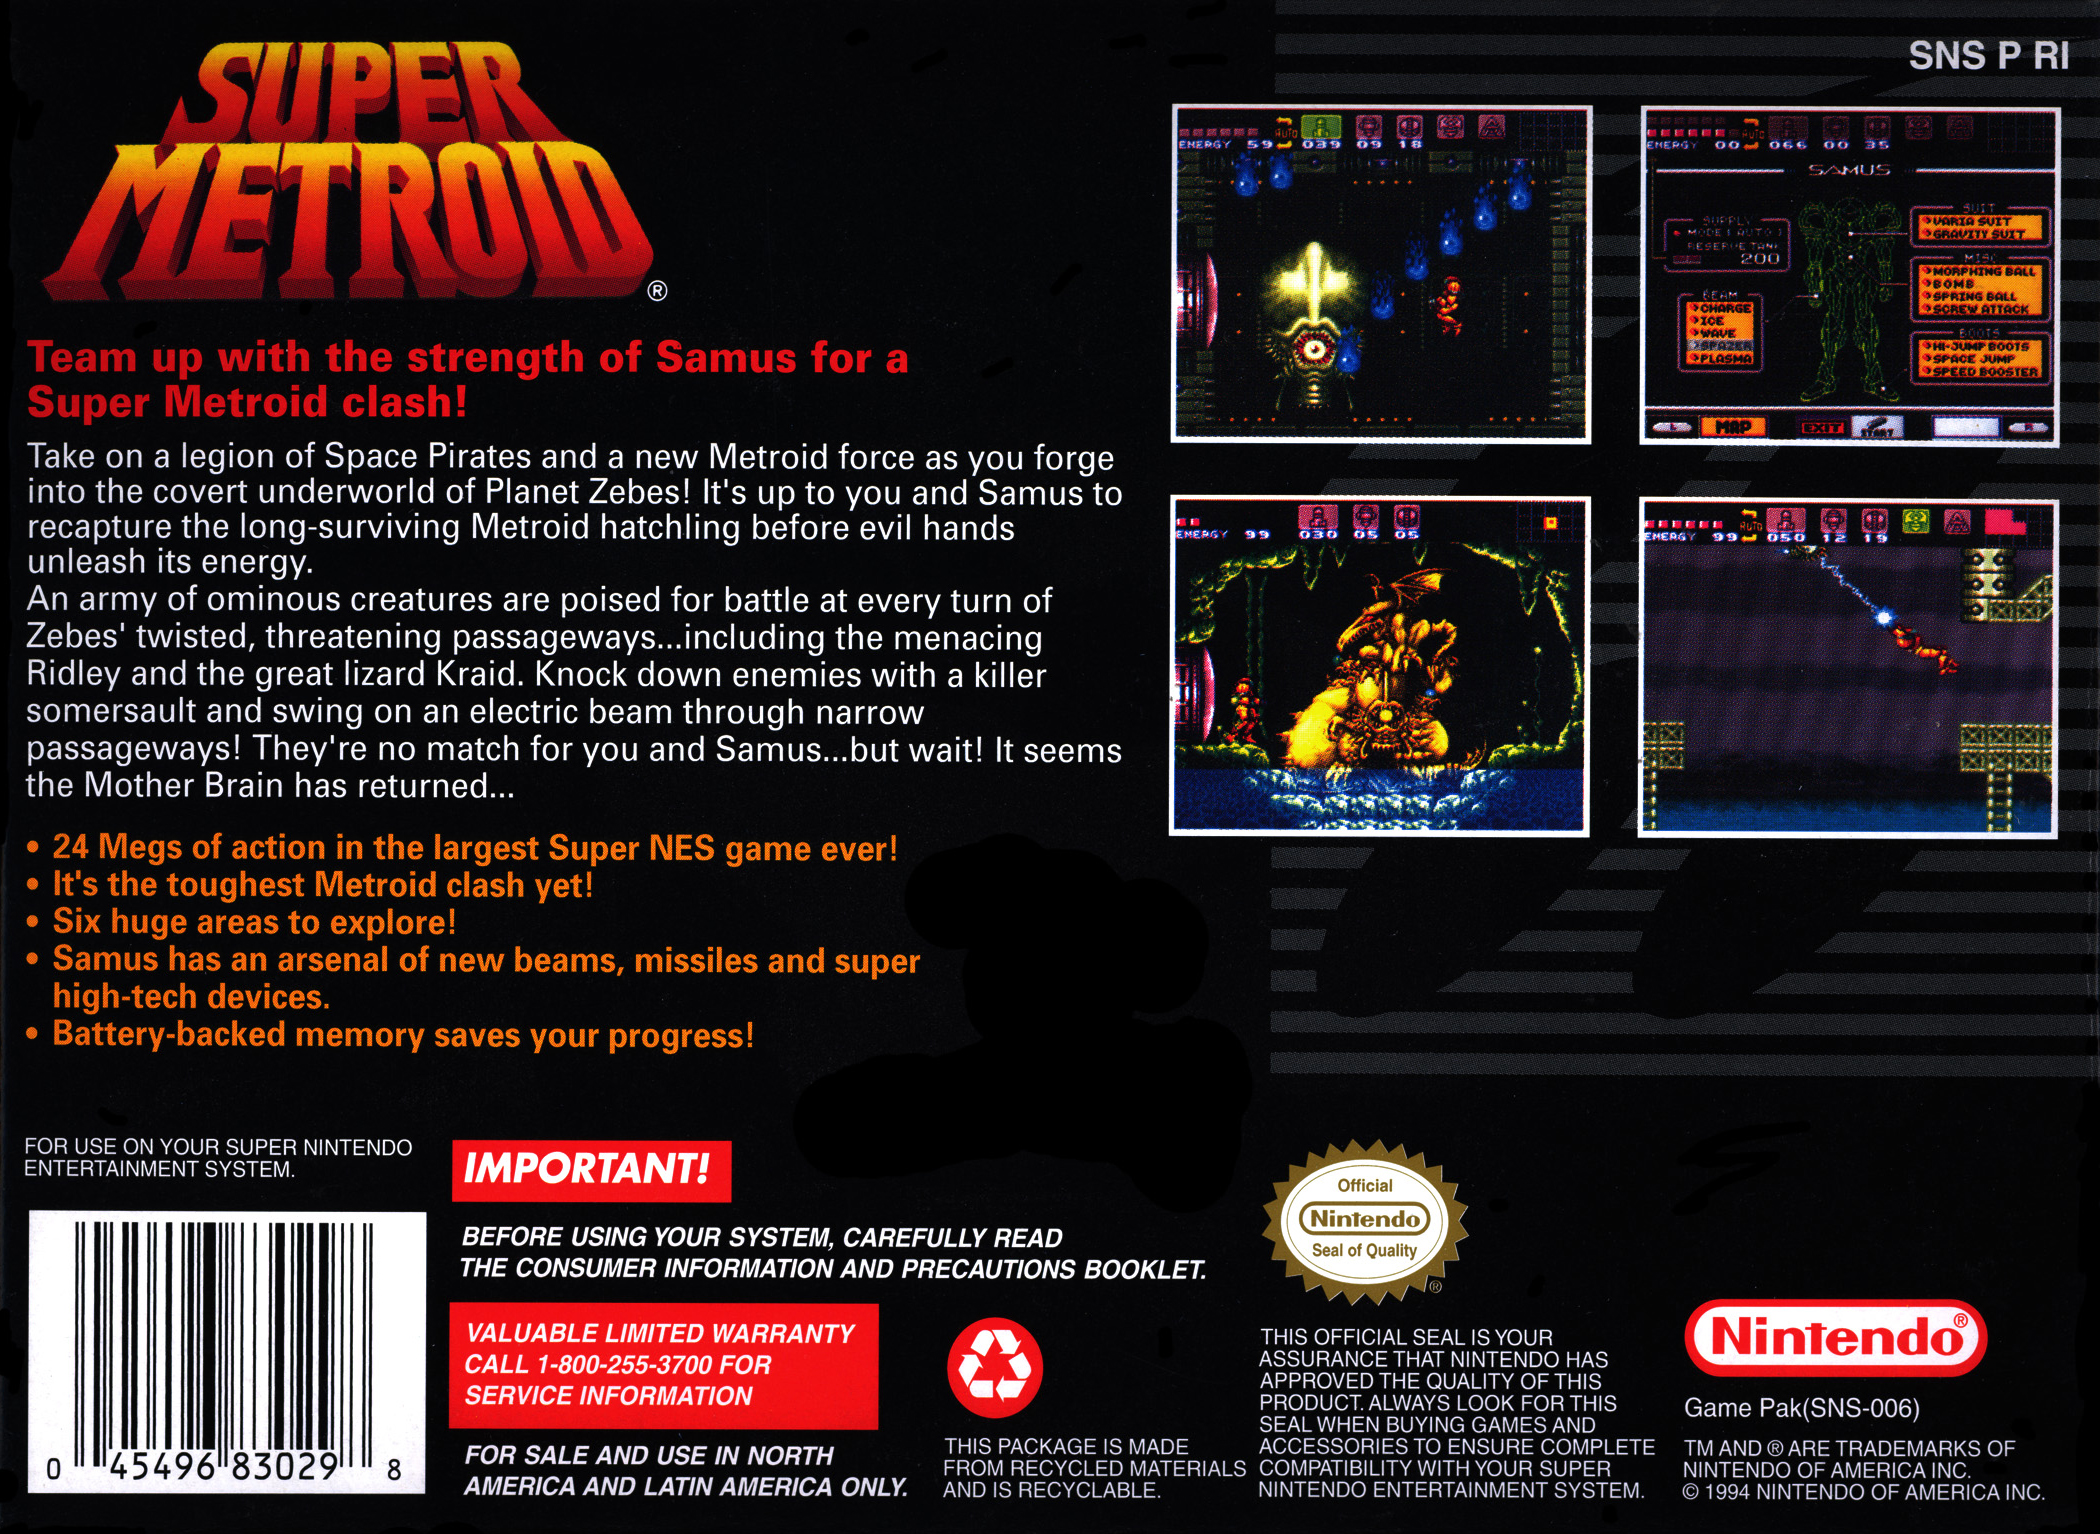 SUPER
METROID®
Team up with the strength of Samus for a
Super Metroid clash!
Take on a legion of Space Pirates and a new Metroid force as you forge
into the covert underworld of Planet Zebes! It's up to you and Samus to
recapture the long-surviving Metroid hatchling before evil hands
unleash its energy.
An army of ominous creatures are poised for battle at every turn of
Zebes' twisted, threatening passageways...including the menacing
Ridley and the great lizard Kraid. Knock down enemies with a killer
somersault and swing on an electric beam through narrow
passageways! They're no match for you and Samus...but wait! It seems
the Mother Brain has returned...
• 24 Megs of action in the largest Super NES game ever!
• It's the toughest Metroid clash yet!
• Six huge areas to explore!
• Samus has an arsenal of new beams, missiles and super
high-tech devices.
• Battery-backed memory saves your progress!
SNS P RI
AUTO
ENERGY 59 039 09 18
AUTO
ENERGY 00 066 00 35
SAMUS
SUPPLY
MODE [AUTO]
RESERVE TANK
200
BEAM
CHARGE
ICE
WAVE
SPAZER
PLASMA
SUIT
VARIA SUIT
GRAVITY SUIT
MISC
MORPHING BALL
BOMB
SPRING BALL
SCREW ATTACK
BOOTS
HI-JUMP BOOTS
SPACE JUMP
SPEED BOOSTER
L MAP EXIT START R
ENERGY 99 030 05 05
AUTO
ENERGY 99 050 12 19
FOR USE ON YOUR SUPER NINTENDO
ENTERTAINMENT SYSTEM.
0 45496 83029 8
IMPORTANT!
BEFORE USING YOUR SYSTEM, CAREFULLY READ
THE CONSUMER INFORMATION AND PRECAUTIONS BOOKLET.
VALUABLE LIMITED WARRANTY
CALL 1-800-255-3700 FOR
SERVICE INFORMATION
FOR SALE AND USE IN NORTH
AMERICA AND LATIN AMERICA ONLY.
THIS PACKAGE IS MADE
FROM RECYCLED MATERIALS
AND IS RECYCLABLE.
Official
Nintendo
Seal of Quality
®
THIS OFFICIAL SEAL IS YOUR
ASSURANCE THAT NINTENDO HAS
APPROVED THE QUALITY OF THIS
PRODUCT. ALWAYS LOOK FOR THIS
SEAL WHEN BUYING GAMES AND
ACCESSORIES TO ENSURE COMPLETE
COMPATIBILITY WITH YOUR SUPER
NINTENDO ENTERTAINMENT SYSTEM.
Nintendo®
Game Pak(SNS-006)
TM AND ® ARE TRADEMARKS OF
NINTENDO OF AMERICA INC.
© 1994 NINTENDO OF AMERICA INC.